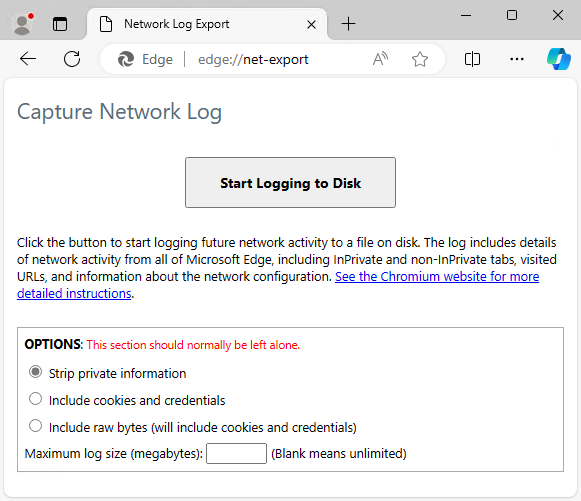 Network Log Export
Edge edge://net-export
Capture Network Log
Start Logging to Disk
Click the button to start logging future network activity to a file on disk. The log includes details
of network activity from all of Microsoft Edge, including InPrivate and non-InPrivate tabs, visited
URLs, and information about the network configuration. See the Chromium website for more
detailed instructions.
OPTIONS: This section should normally be left alone.
Strip private information
Include cookies and credentials
Include raw bytes (will include cookies and credentials)
Maximum log size (megabytes): (Blank means unlimited)